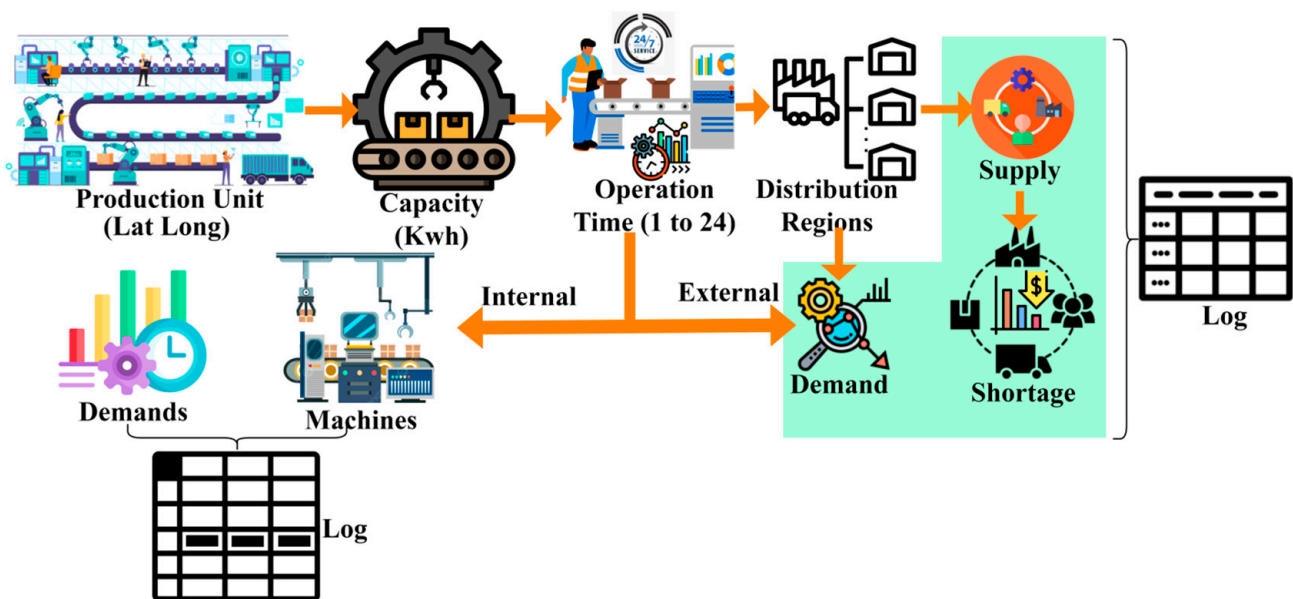 24/7
SERVICE
Production Unit
(Lat Long)
Capacity
(Kwh)
Operation
Time (1 to 24)
Distribution
Regions
Supply
Internal
External
$
Demand
Shortage
Log
Demands
Machines
Log